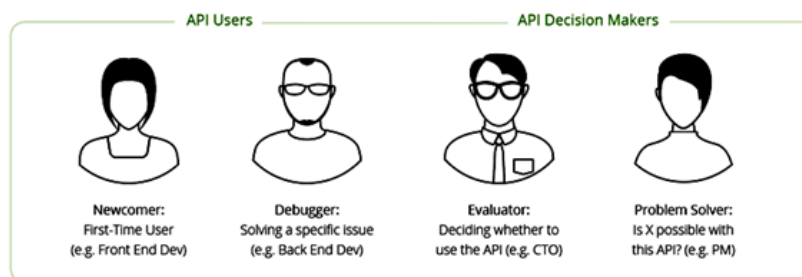 API Users
API Decision Makers
Newcomer:
First-Time User
(e.g. Front End Dev)
Debugger:
Solving a specific issue
(e.g. Back End Dev)
Evaluator:
Deciding whether to
use the API (e.g. CTO)
Problem Solver:
Is X possible with
this API? (e.g. PM)